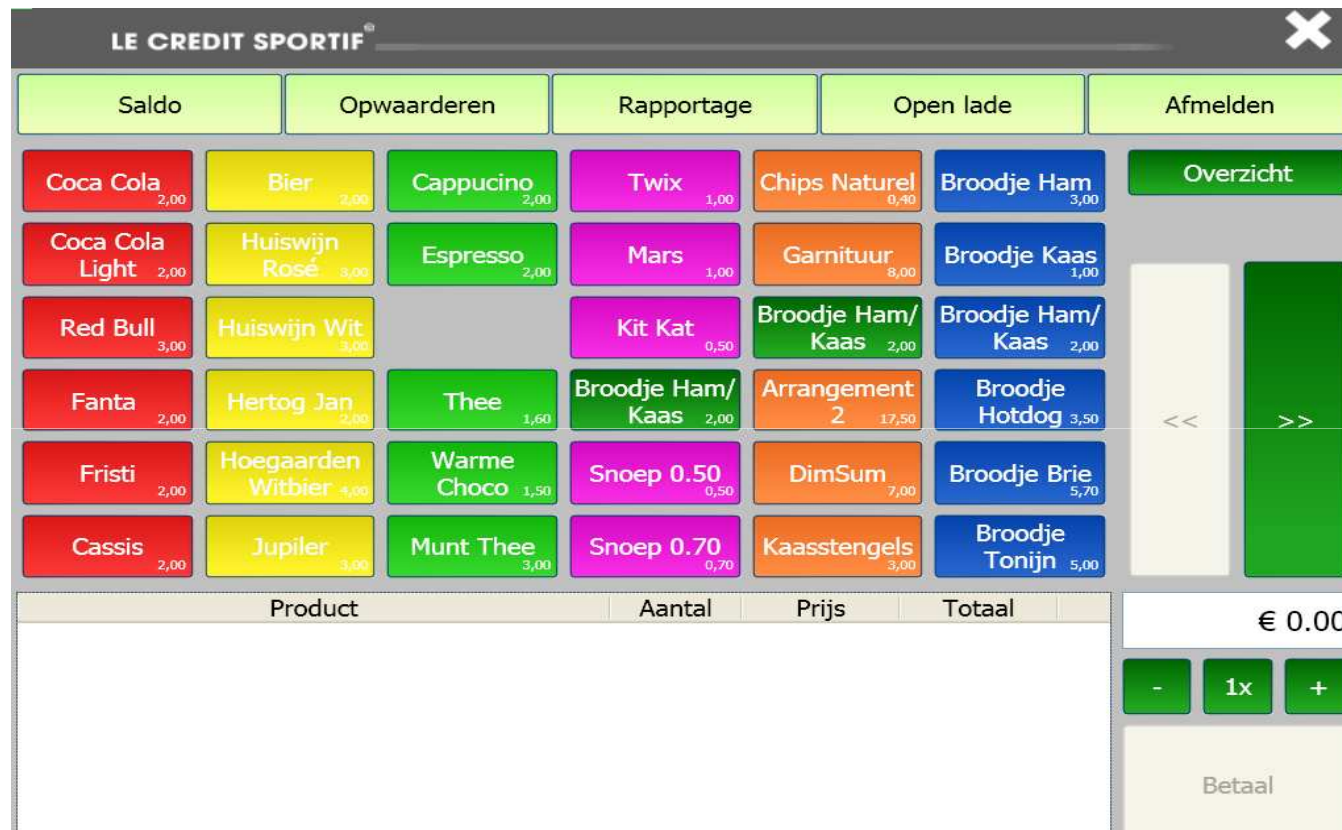 LE CREDIT SPORTIF®
Saldo Opwaarderen Rapportage Open lade Afmelden
Coca Cola 2,00
Bier 2,00
Cappucino 2,00
Twix 1,00
Chips Naturel 0,40
Broodje Ham 3,00
Overzicht
Coca Cola
Light 2,00
Huiswijn
Rosé 3,00
Espresso 2,00
Mars 1,00
Garnituur 8,00
Broodje Kaas 1,00
Red Bull 3,00
Huiswijn Wit 3,00
Kit Kat 0,50
Broodje Ham/
Kaas 2,00
Broodje Ham/
Kaas 2,00
Fanta 2,00
Hertog Jan 2,00
Thee 1,60
Broodje Ham/
Kaas 2,00
Arrangement
2 17,50
Broodje
Hotdog 3,50
<< >>
Fristi 2,00
Hoegaarden
Witbier 4,00
Warme
Choco 1,50
Snoep 0.50 0,50
DimSum 7,00
Broodje Brie 5,70
Cassis 2,00
Jupiler 3,00
Munt Thee 3,00
Snoep 0.70 0,70
Kaasstengels 3,00
Broodje
Tonijn 5,00
Product Aantal Prijs Totaal
€ 0.00
- 1x +
Betaal